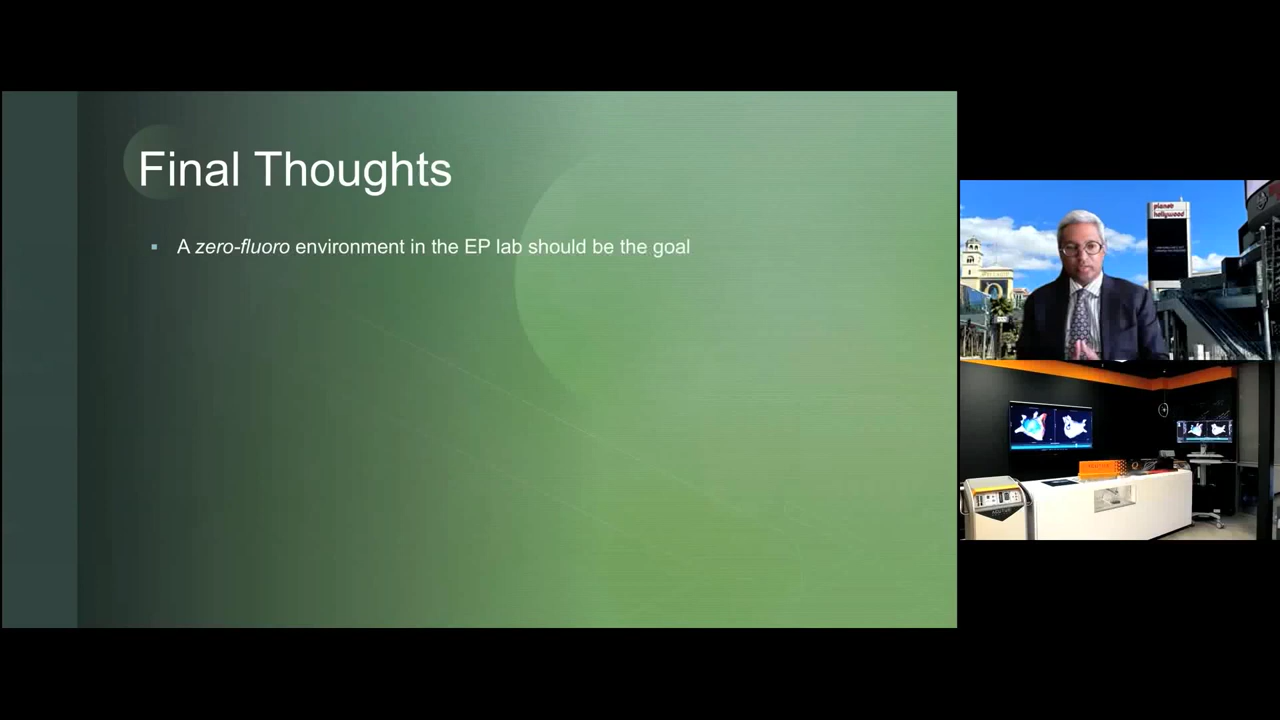 Final Thoughts
A zero-fluoro environment in the EP lab should be the goal
planet
hollywood